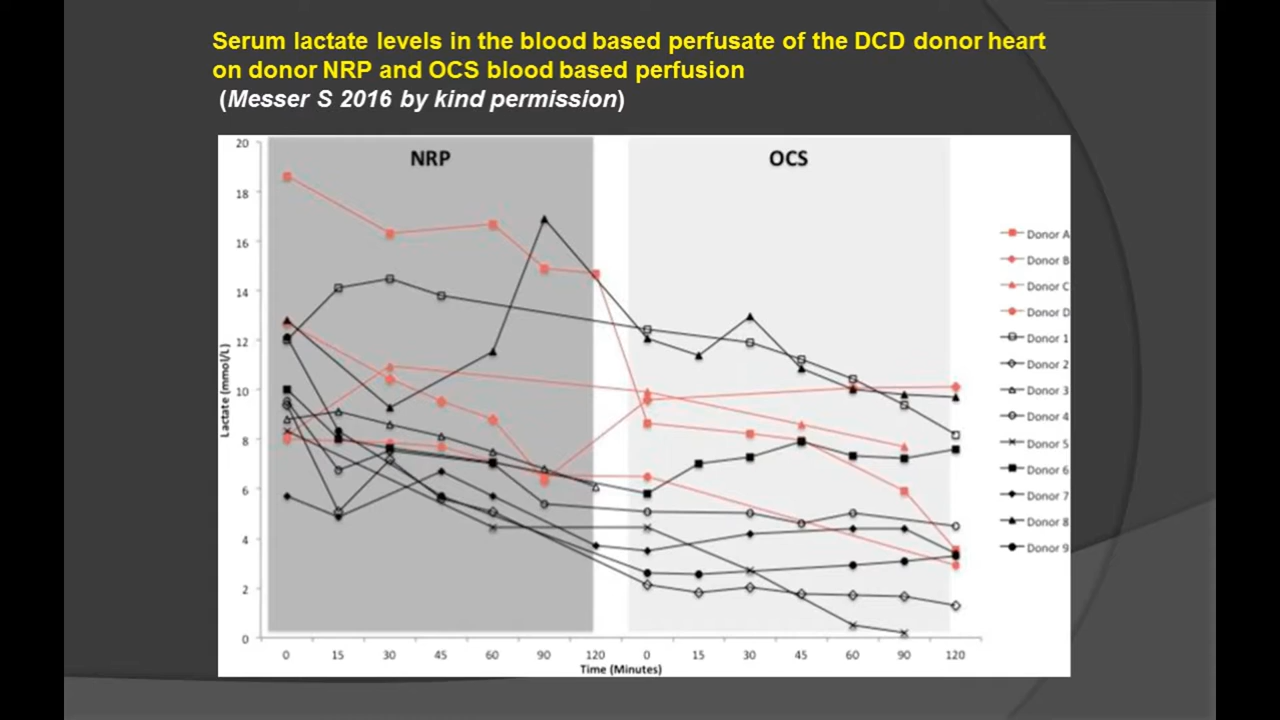 Serum lactate levels in the blood based perfusate of the DCD donor heart
on donor NRP and OCS blood based perfusion
(Messer S 2016 by kind permission)
NRP
OCS
Lactate (mmol/L)
20
18
16
14
12
10
8
6
4
2
0
0 15 30 45 60 90 120 0 15 30 45 60 90 120
Time (Minutes)
Donor A
Donor B
Donor C
Donor D
Donor 1
Donor 2
Donor 3
Donor 4
Donor 5
Donor 6
Donor 7
Donor 8
Donor 9